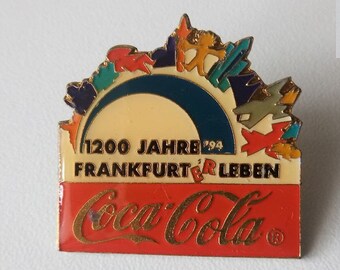 1200 JAHRE '94
FRANKFURT ER LEBEN
Coca-Cola ®